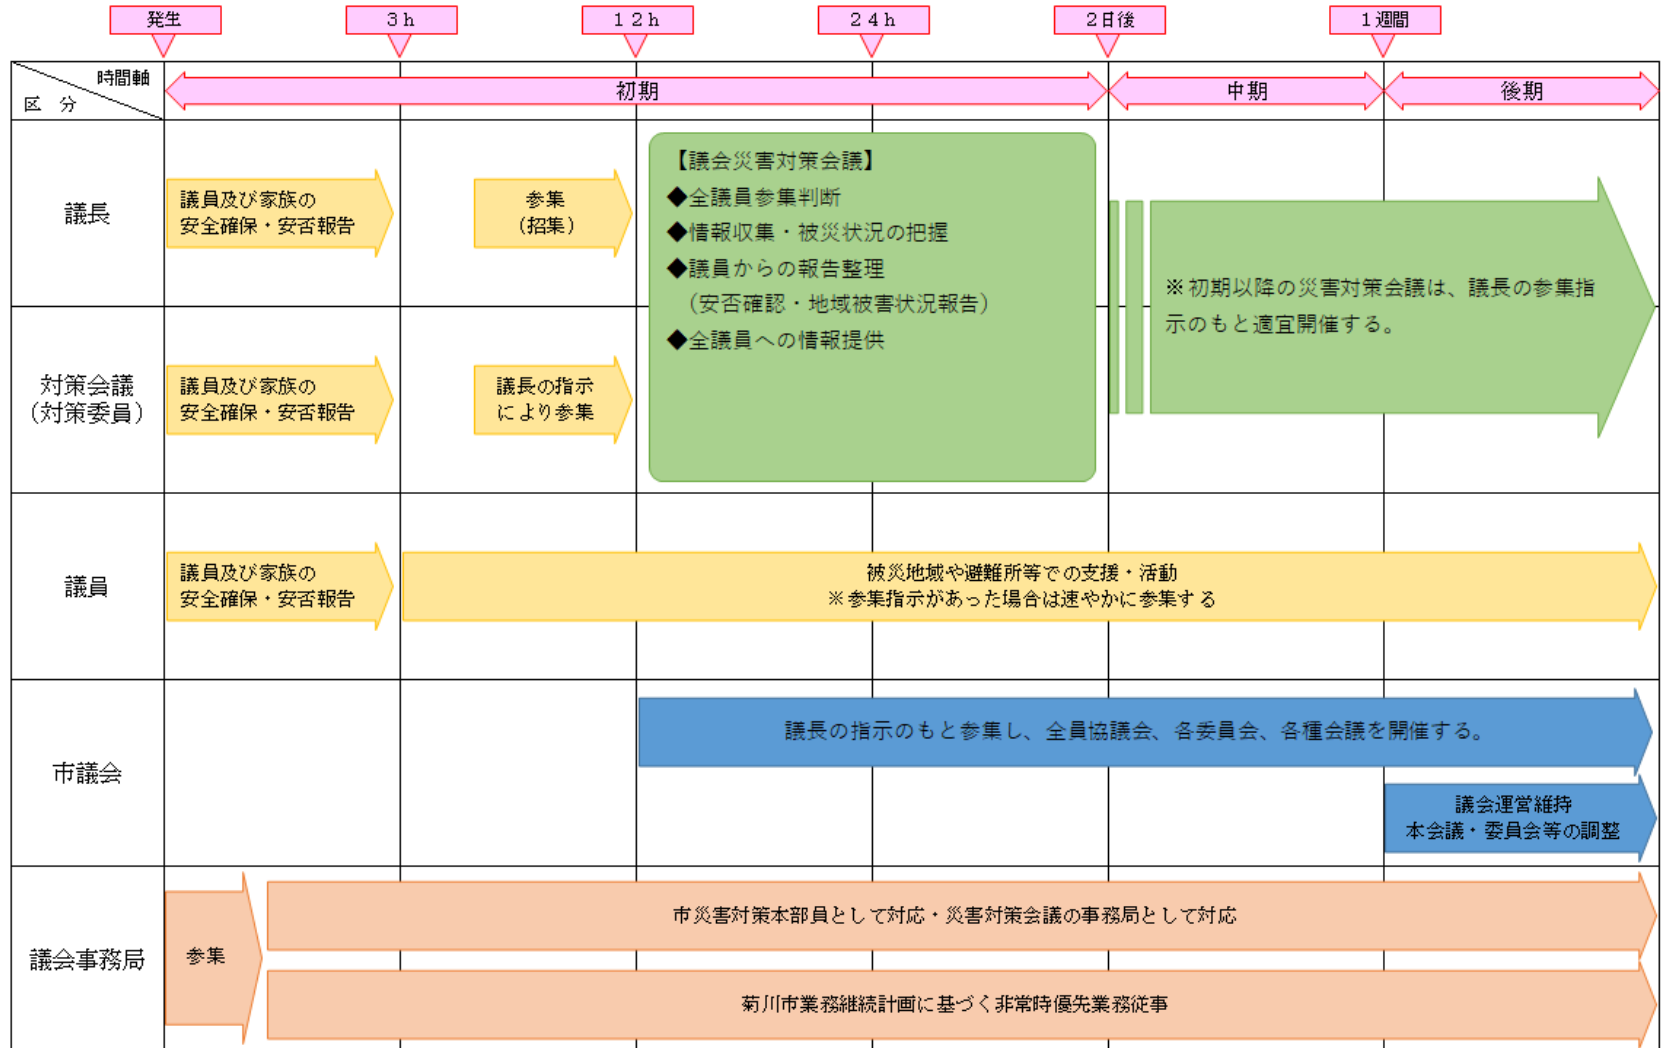 発生
３ｈ
１２ｈ
２４ｈ
２日後
１週間
時間軸
区　分
初期
中期
後期
議長
議員及び家族の
安全確保・安否報告
参集
（招集）
【議会災害対策会議】
◆全議員参集判断
◆情報収集・被災状況の把握
◆議員からの報告整理
（安否確認・地域被害状況報告）
◆全議員への情報提供
※初期以降の災害対策会議は、議長の参集指
示のもと適宜開催する。
対策会議
（対策委員）
議員及び家族の
安全確保・安否報告
議長の指示
により参集
議員
議員及び家族の
安全確保・安否報告
被災地域や避難所等での支援・活動
※参集指示があった場合は速やかに参集する
市議会
議長の指示のもと参集し、全員協議会、各委員会、各種会議を開催する。
議会運営維持
本会議・委員会等の調整
議会事務局
参集
市災害対策本部員として対応・災害対策会議の事務局として対応
菊川市業務継続計画に基づく非常時優先業務従事